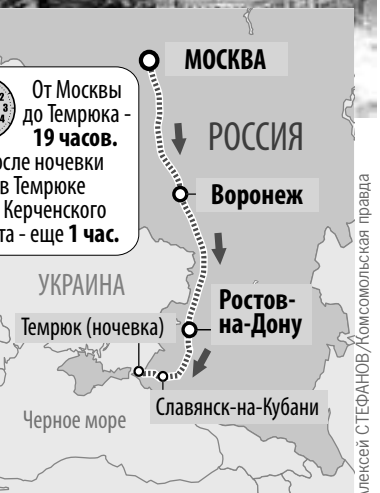 МОСКВА
От Москвы
до Темрюка -
19 часов.
после ночевки
в Темрюке
Керченского
та - еще 1 час.
РОССИЯ
Воронеж
УКРАИНА
Ростов-
на-Дону
Темрюк (ночевка)
Славянск-на-Кубани
Черное море
лексей СТЕФАНОВ/Комсомольская правда